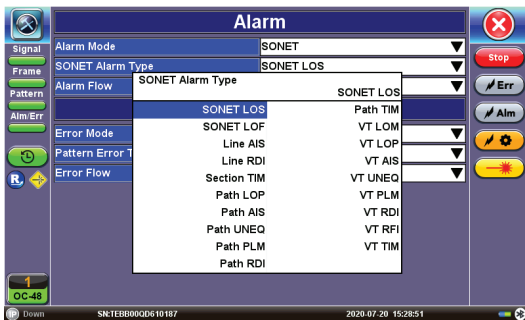 Alarm
Signal
Frame
Pattern
Alm/Err
R
1
OC-48
Alarm Mode SONET
SONET Alarm Type SONET LOS
Alarm Flow
Error Mode
Pattern Error T
Error Flow
SONET Alarm Type
SONET LOS
SONET LOS Path TIM
SONET LOF VT LOM
Line AIS VT LOP
Line RDI VT AIS
Section TIM VT UNEQ
Path LOP VT PLM
Path AIS VT RDI
Path UNEQ VT RFI
Path PLM VT TIM
Path RDI
Stop
Err
Alm
IP Down SN:TEBB00QD610187 2020-07-20 15:28:51